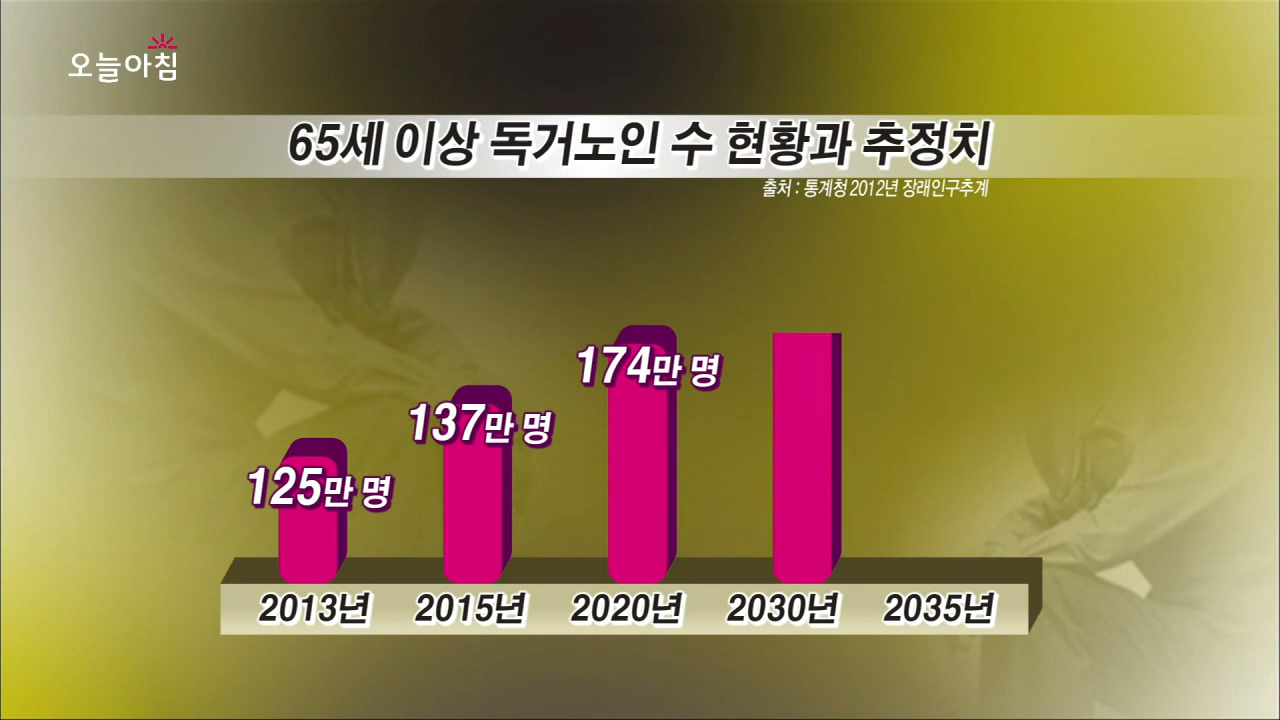 오늘아침
65세 이상 독거노인 수 현황과 추정치
출처 : 통계청 2012년 장래인구추계
174만 명
137만 명
125만 명
2013년 2015년 2020년 2030년 2035년